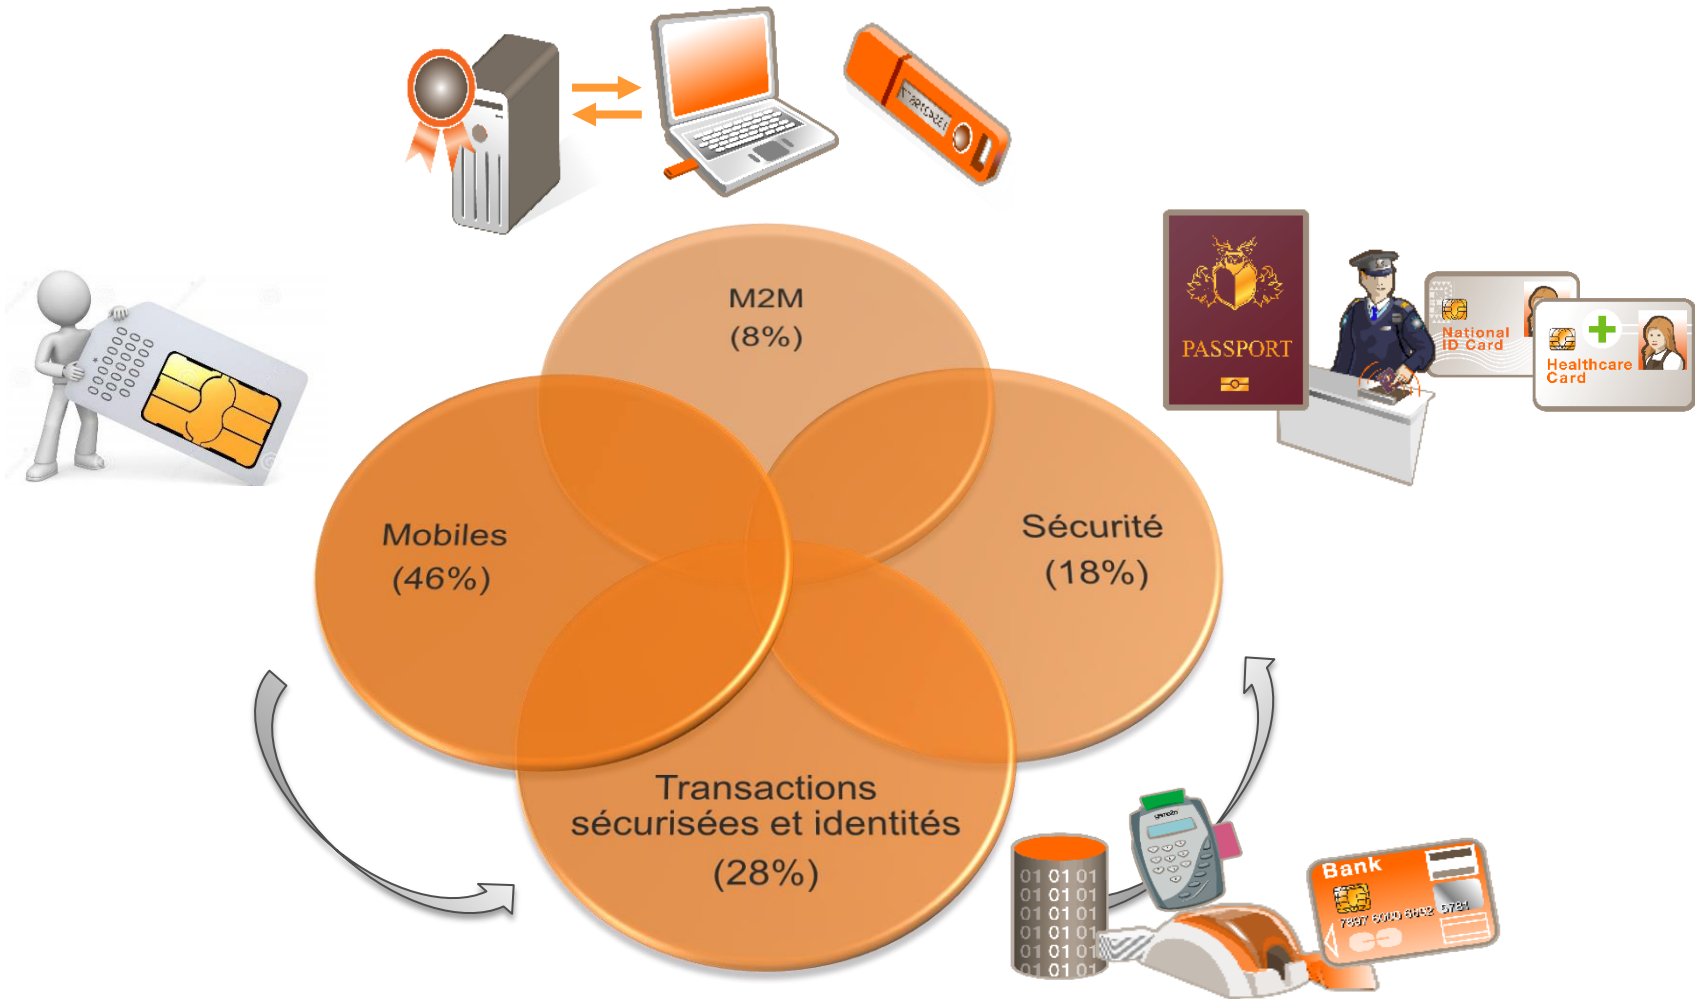 M2M
(8%)
PASSPORT
National
ID Card
Healthcare
Card
Mobiles
(46%)
Sécurité
(18%)
Transactions
sécurisées et identités
(28%)
gemalto
Bank
01 01 01
01 01 01
01 01 01
01 01 01
01 01 01
01 01 01